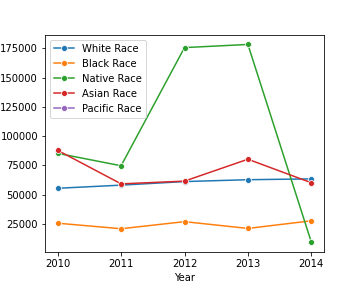 175000
150000
125000
100000
75000
50000
25000
White Race
Black Race
Native Race
Asian Race
Pacific Race
2010 2011 2012 2013 2014
Year